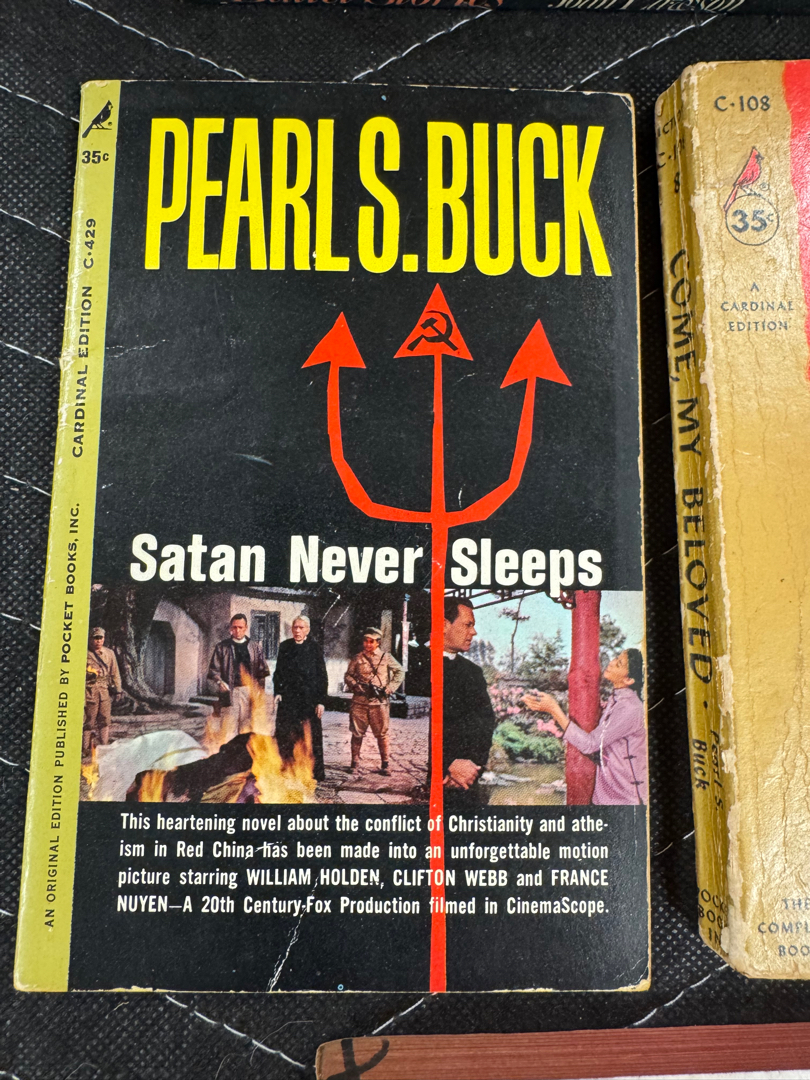 35c
CARDINAL EDITION C·429
AN ORIGINAL EDITION PUBLISHED BY POCKET BOOKS, INC.
PEARL S. BUCK
Satan Never Sleeps
This heartening novel about the conflict of Christianity and athe-
ism in Red China has been made into an unforgettable motion
picture starring WILLIAM HOLDEN, CLIFTON WEBB and FRANCE
NUYEN—A 20th Century-Fox Production filmed in CinemaScope.
COME, MY BELOVED · Pearl S.
Buck
C·108
35c
A
CARDINAL
EDITION
THE